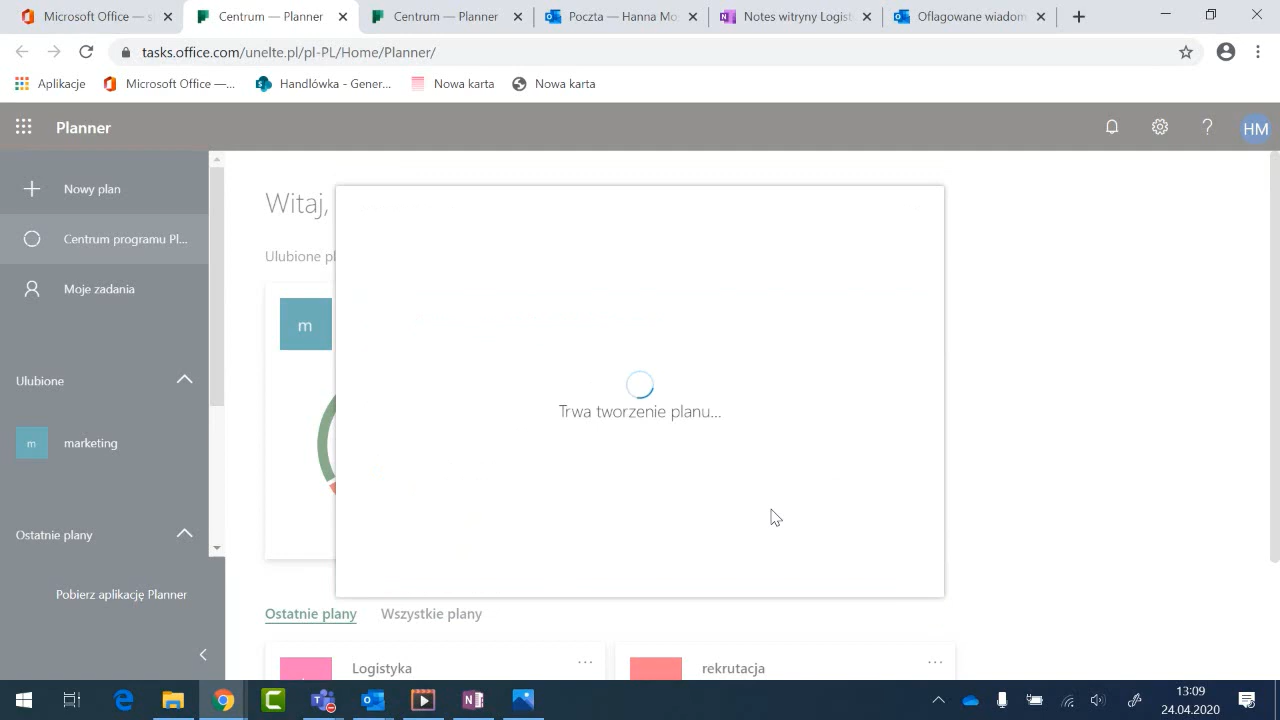 Microsoft Office — s
Centrum — Planner
Centrum — Planner
Poczta — Hanna Mo
Notes witryny Logist
Oflagowane wiadom
tasks.office.com/unelte.pl/pl-PL/Home/Planner/
Aplikacje
Microsoft Office —...
Handlówka - Gener...
Nowa karta
Nowa karta
Planner
HM
Nowy plan
Centrum programu Pl...
Moje zadania
Ulubione
m
marketing
Ostatnie plany
Pobierz aplikację Planner
Witaj,
Ulubione pl
m
Trwa tworzenie planu...
Ostatnie plany
Wszystkie plany
Logistyka
...
rekrutacja
...
13:09
24.04.2020